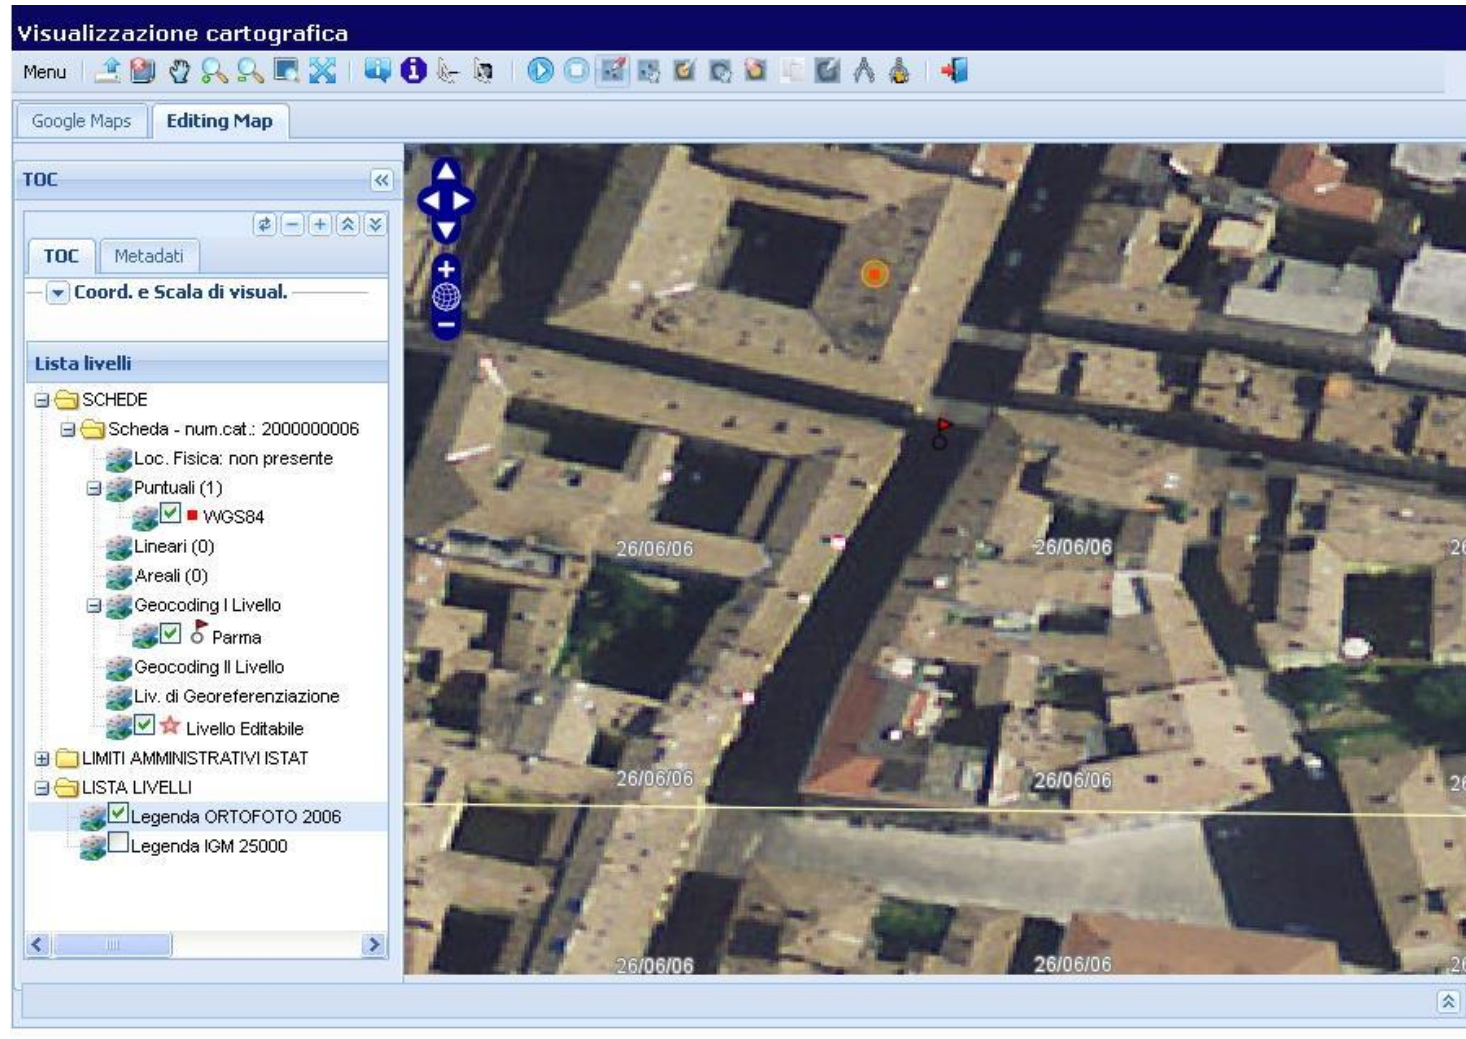 Visualizzazione cartografica
Menu
Google Maps
Editing Map
TOC
TOC
Metadati
Coord. e Scala di visual.
Lista livelli
SCHEDE
Scheda - num.cat.: 2000000006
Loc. Fisica: non presente
Puntuali (1)
WGS84
Lineari (0)
Areali (0)
Geocoding I Livello
Parma
Geocoding II Livello
Liv. di Georeferenziazione
Livello Editabile
LIMITI AMMINISTRATIVI ISTAT
LISTA LIVELLI
Legenda ORTOFOTO 2006
Legenda IGM 25000
26/06/06
26/06/06
26
26/06/06
26/06/06
26
26/06/06
26/06/06
26